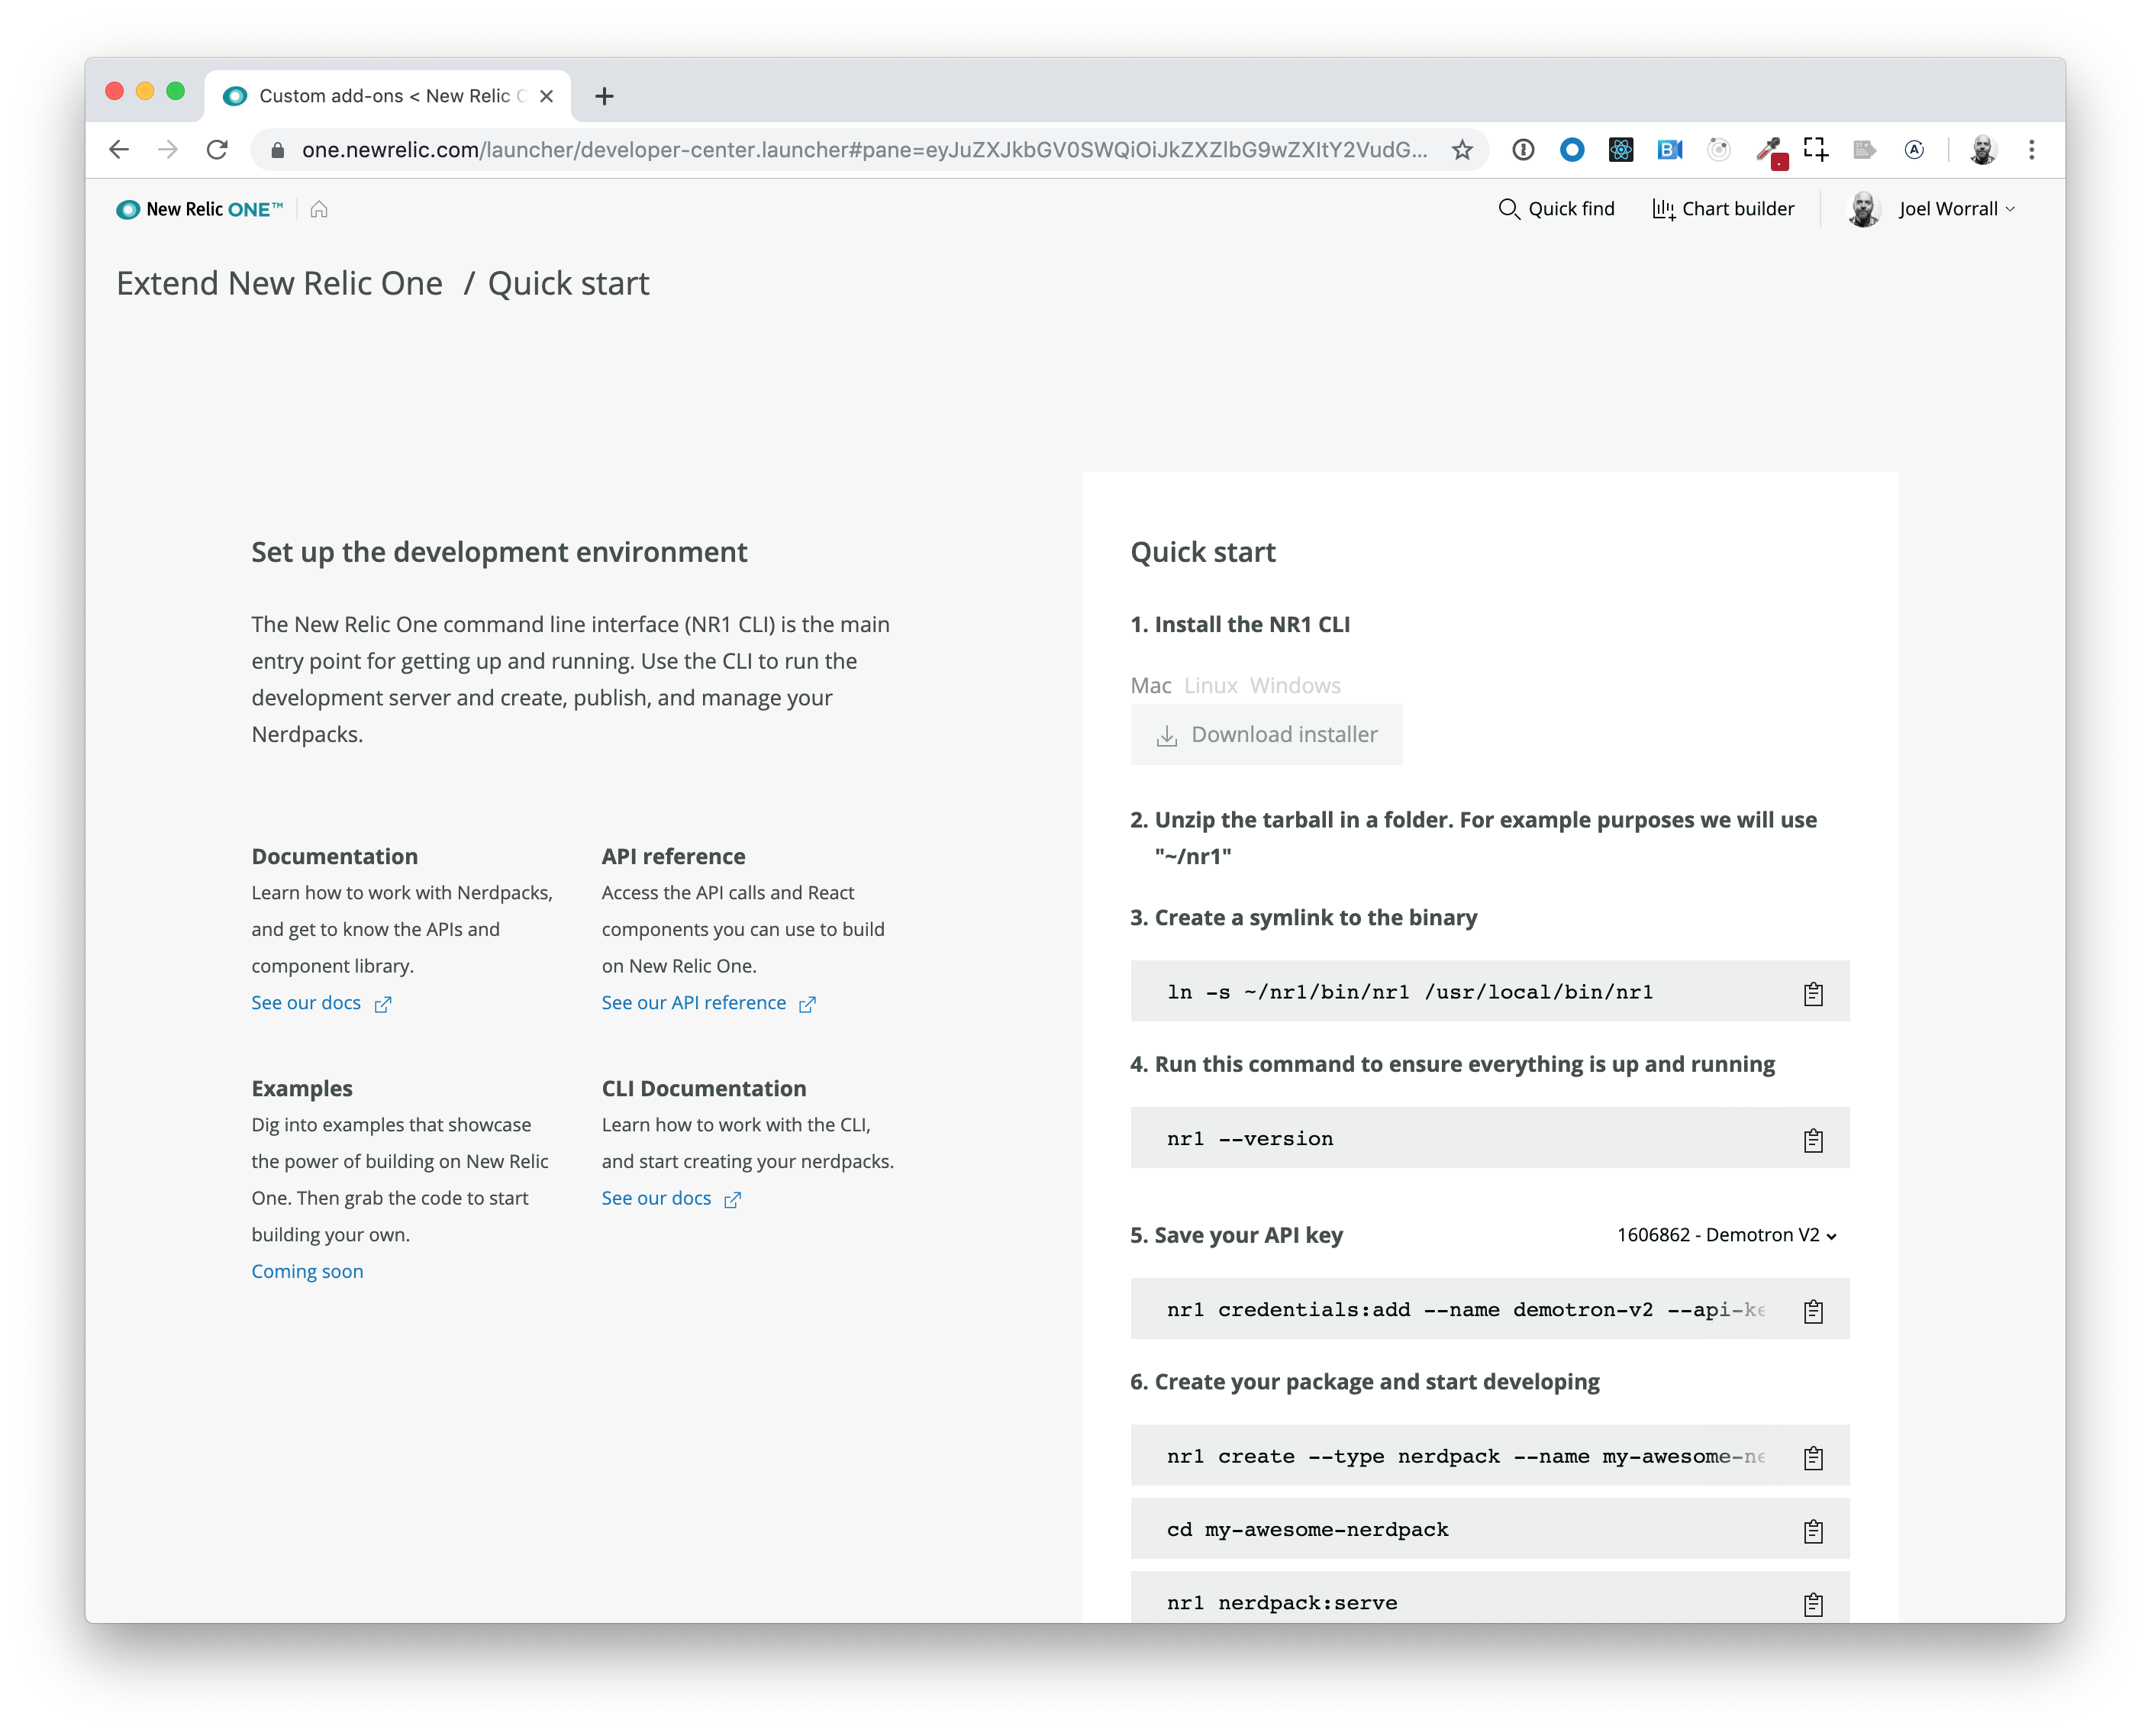 Custom add-ons < New Relic
one.newrelic.com/launcher/developer-center.launcher#pane=eyJuZXJkbGV0SWQiOiJkZXZlbG9wZXItY2VudG...
New Relic ONE™
Quick find
Chart builder
Joel Worrall
Extend New Relic One / Quick start
Set up the development environment
The New Relic One command line interface (NR1 CLI) is the main
entry point for getting up and running. Use the CLI to run the
development server and create, publish, and manage your
Nerdpacks.
Documentation
Learn how to work with Nerdpacks,
and get to know the APIs and
component library.
See our docs
API reference
Access the API calls and React
components you can use to build
on New Relic One.
See our API reference
Examples
Dig into examples that showcase
the power of building on New Relic
One. Then grab the code to start
building your own.
Coming soon
CLI Documentation
Learn how to work with the CLI,
and start creating your nerdpacks.
See our docs
Quick start
1. Install the NR1 CLI
Mac Linux Windows
Download installer
2. Unzip the tarball in a folder. For example purposes we will use
"~/nr1"
3. Create a symlink to the binary
ln -s ~/nr1/bin/nr1 /usr/local/bin/nr1
4. Run this command to ensure everything is up and running
nr1 --version
5. Save your API key
1606862 - Demotron V2
nr1 credentials:add --name demotron-v2 --api-ke
6. Create your package and start developing
nr1 create --type nerdpack --name my-awesome-ne
cd my-awesome-nerdpack
nr1 nerdpack:serve